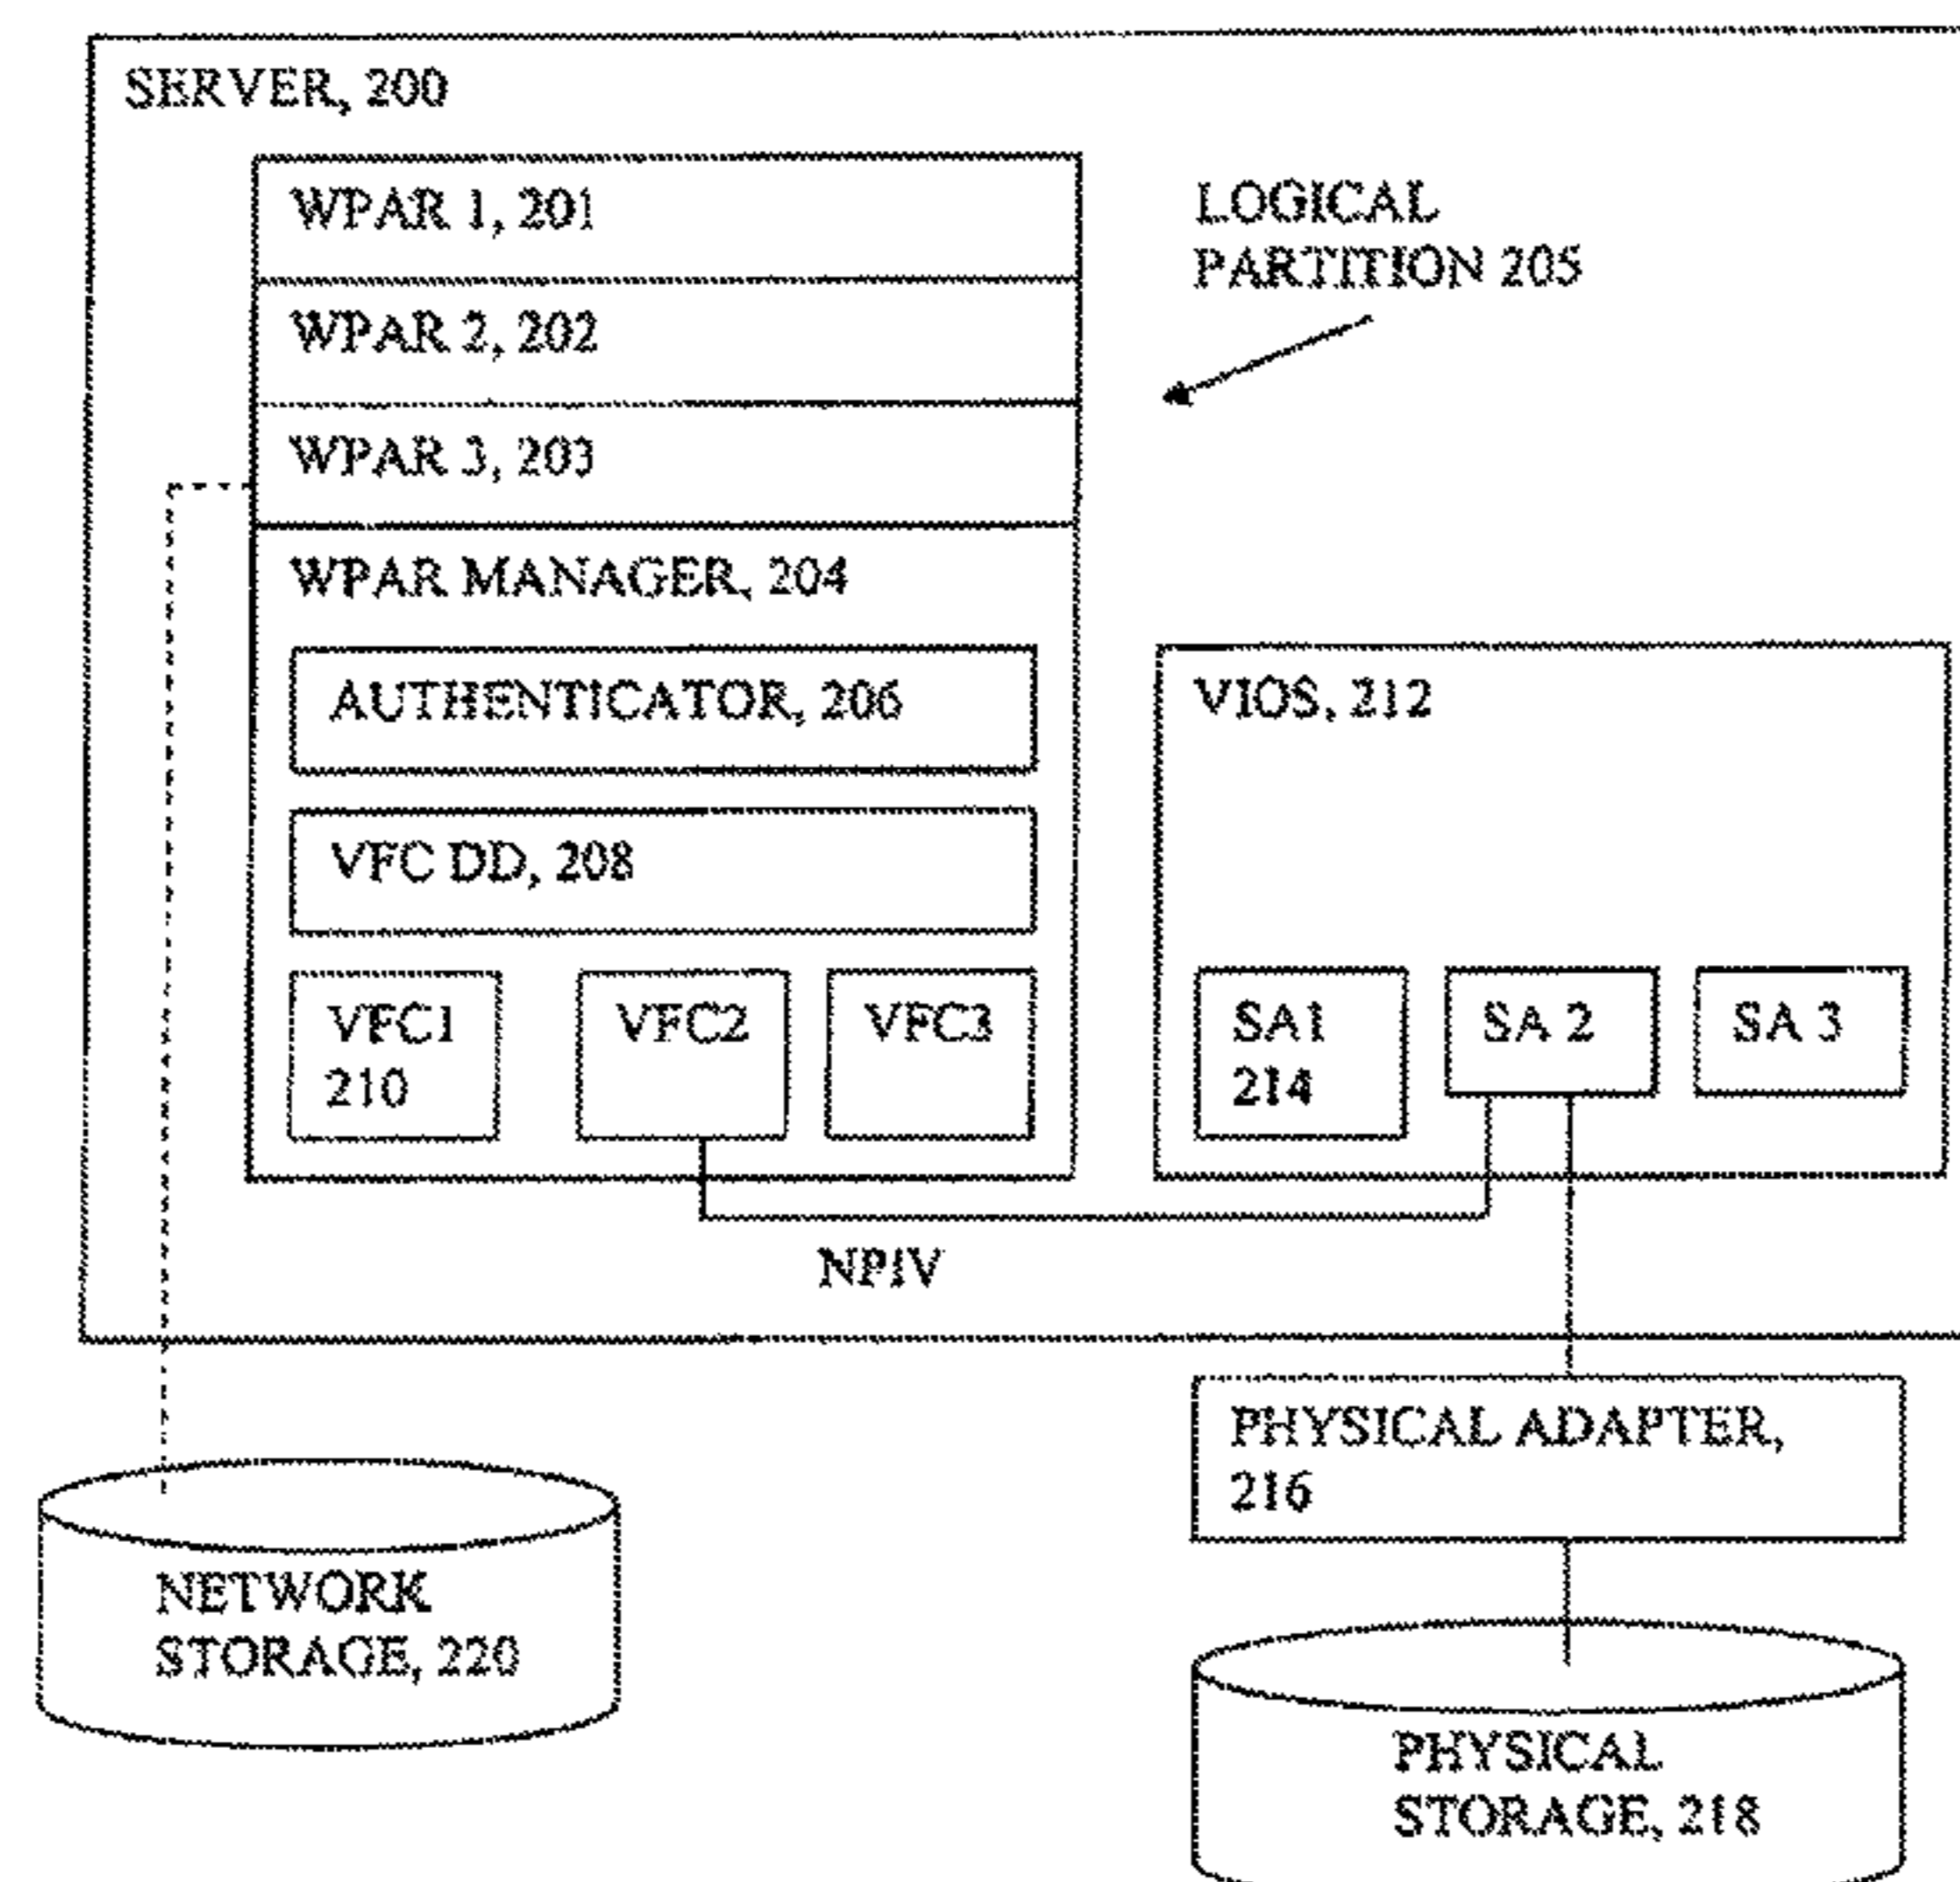 SERVER, 200
WPAR 1, 201
WPAR 2, 202
WPAR 3, 203
LOGICAL
PARTITION 205
WPAR MANAGER, 204
AUTHENTICATOR, 206
VFC DD, 208
VFC1
210
VFC2
VFC3
VIOS, 212
SA1
214
SA 2
SA 3
NPIV
PHYSICAL ADAPTER,
216
NETWORK
STORAGE, 220
PHYSICAL
STORAGE, 218